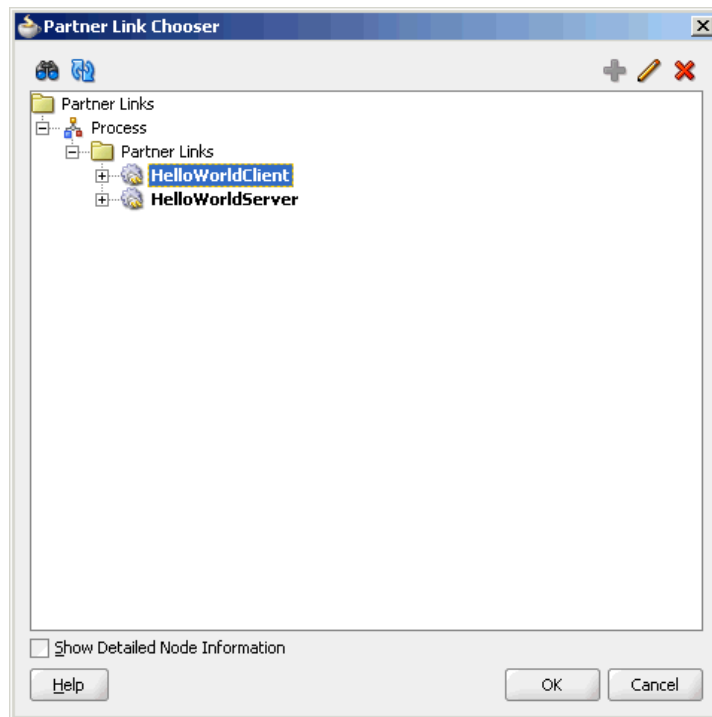 Partner Link Chooser
Partner Links
Process
Partner Links
HelloWorldClient
HelloWorldServer
Show Detailed Node Information
Help OK Cancel